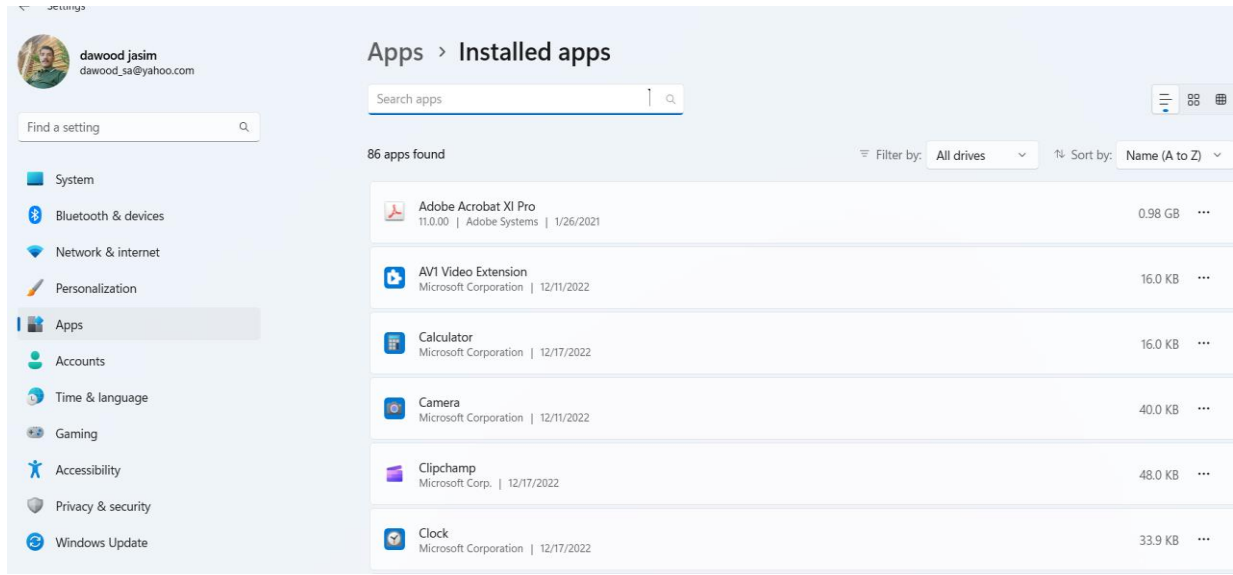 Settings
dawood jasim
dawood_sa@yahoo.com
Find a setting
System
Bluetooth & devices
Network & internet
Personalization
Apps
Accounts
Time & language
Gaming
Accessibility
Privacy & security
Windows Update
Apps > Installed apps
Search apps
86 apps found
Filter by: All drives
Sort by: Name (A to Z)
Adobe Acrobat XI Pro
11.0.00 | Adobe Systems | 1/26/2021
0.98 GB
AV1 Video Extension
Microsoft Corporation | 12/11/2022
16.0 KB
Calculator
Microsoft Corporation | 12/17/2022
16.0 KB
Camera
Microsoft Corporation | 12/11/2022
40.0 KB
Clipchamp
Microsoft Corp. | 12/17/2022
48.0 KB
Clock
Microsoft Corporation | 12/17/2022
33.9 KB